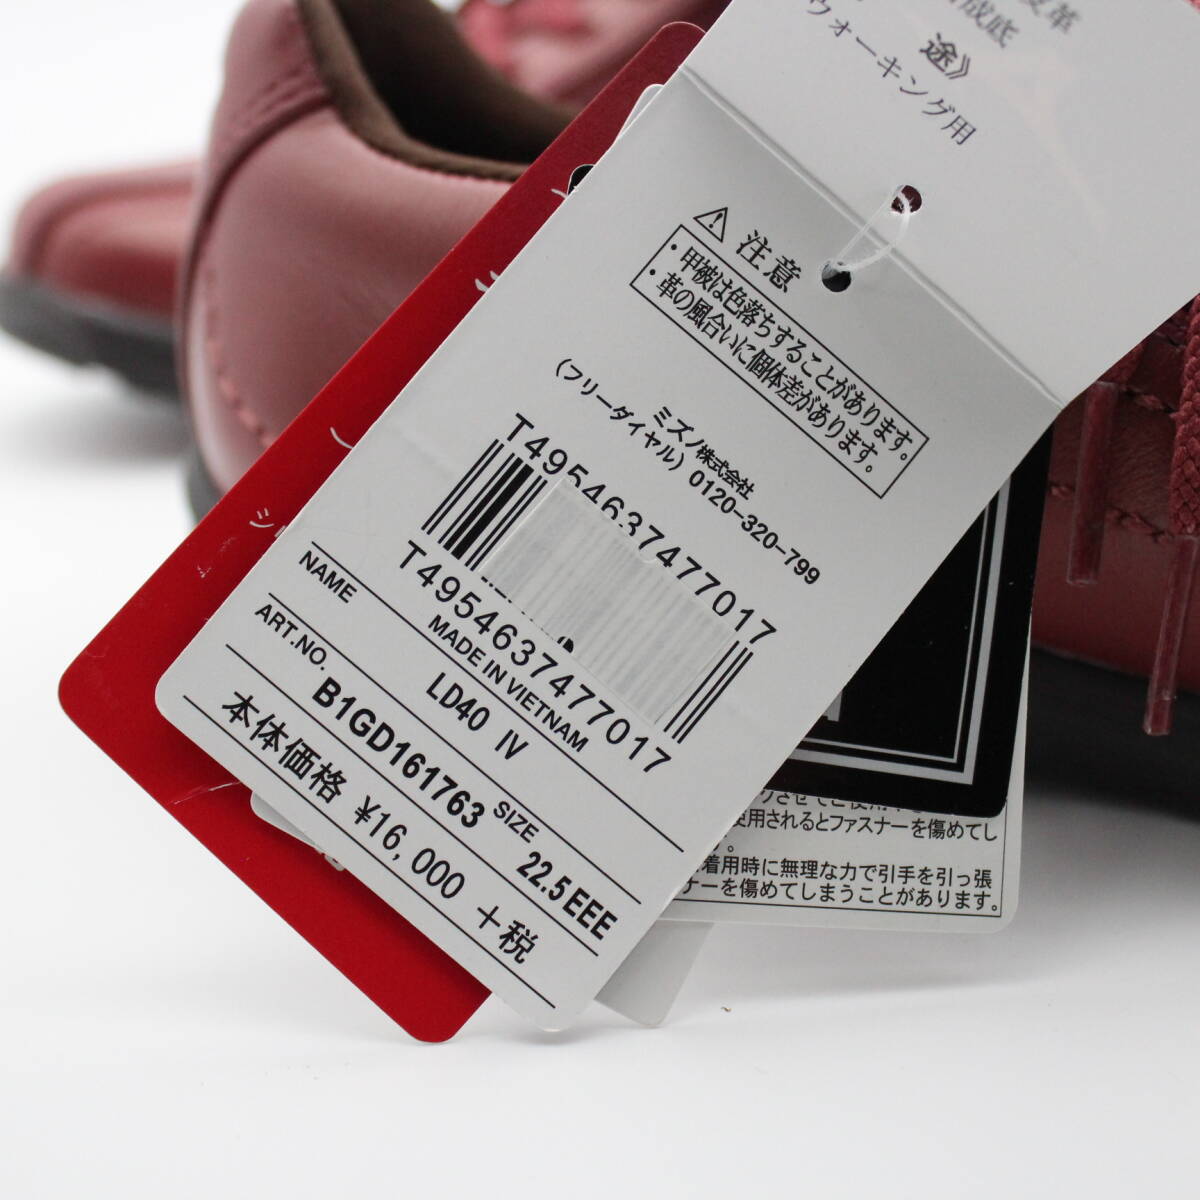 皮革
成底
途》
ウォーキング用
注意
・甲被は色落ちすることがあります。
・革の風合いに個体差があります。
ミズノ株式会社
(フリーダイヤル) 0120-320-799
T4954637477017
T4954637477017
MADE IN VIETNAM
NAME LD40 IV
ART.NO. B1GD161763 SIZE 22.5EEE
本体価格 ¥16,000 +税
使用されるとファスナーを傷めてし
着用時に無理な力で引手を引っ張
ナーを傷めてしまうことがあります。